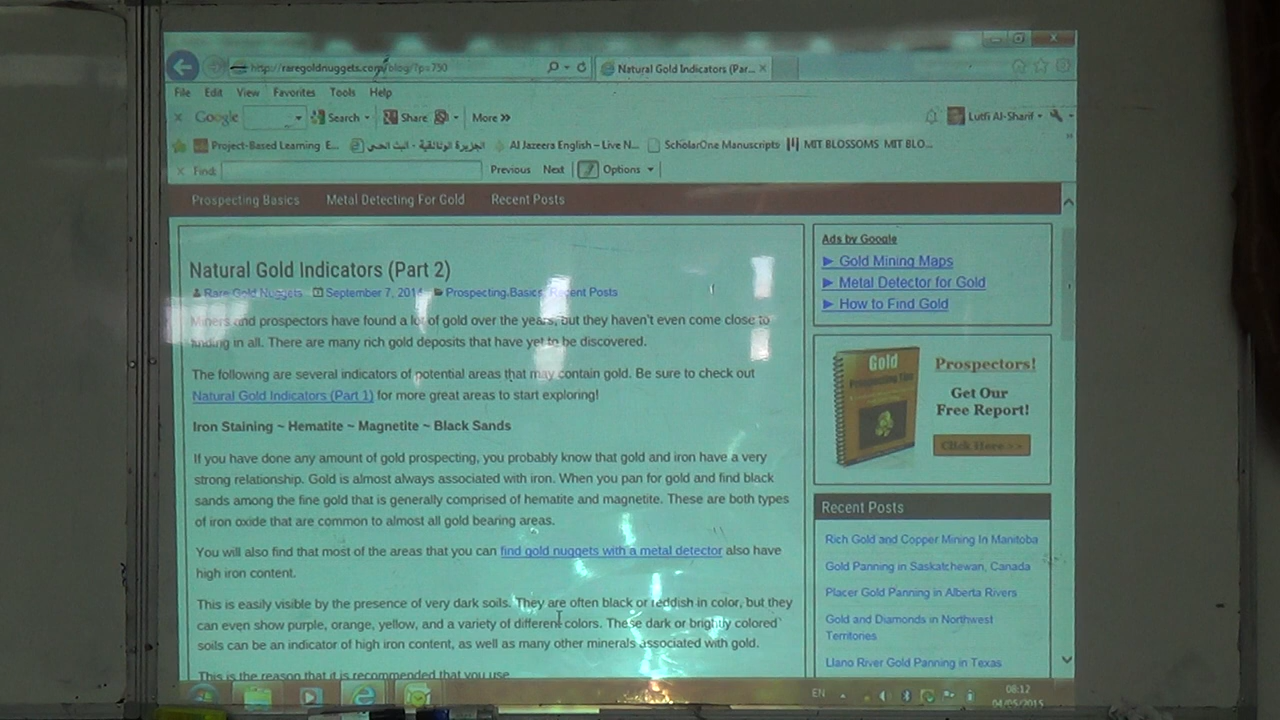 http://raregoldnuggets.com/blog/?p=750
Natural Gold Indicators (Par...
File Edit View Favorites Tools Help
Google Search Share More >>
Lutfi Al-Sharif
Project-Based Learning E...
الجزيرة الوثائقية - البث الحي
Al Jazeera English – Live N...
ScholarOne Manuscripts
MIT BLOSSOMS MIT BLO...
Find: Previous Next Options
Prospecting Basics Metal Detecting For Gold Recent Posts
Natural Gold Indicators (Part 2)
Rare Gold Nuggets September 7, 2014 Prospecting Basics, Recent Posts
Miners and prospectors have found a lot of gold over the years, but they haven't even come close to
finding in all. There are many rich gold deposits that have yet to be discovered.
The following are several indicators of potential areas that may contain gold. Be sure to check out
Natural Gold Indicators (Part 1) for more great areas to start exploring!
Iron Staining ~ Hematite ~ Magnetite ~ Black Sands
If you have done any amount of gold prospecting, you probably know that gold and iron have a very
strong relationship. Gold is almost always associated with iron. When you pan for gold and find black
sands among the fine gold that is generally comprised of hematite and magnetite. These are both types
of iron oxide that are common to almost all gold bearing areas.
You will also find that most of the areas that you can find gold nuggets with a metal detector also have
high iron content.
This is easily visible by the presence of very dark soils. They are often black or reddish in color, but they
can even show purple, orange, yellow, and a variety of different colors. These dark or brightly colored
soils can be an indicator of high iron content, as well as many other minerals associated with gold.
This is the reason that it is recommended that you use
Ads by Google
► Gold Mining Maps
► Metal Detector for Gold
► How to Find Gold
Gold
Prospecting Tips
Prospectors!
Get Our
Free Report!
Click Here >>
Recent Posts
Rich Gold and Copper Mining In Manitoba
Gold Panning in Saskatchewan, Canada
Placer Gold Panning in Alberta Rivers
Gold and Diamonds in Northwest
Territories
Llano River Gold Panning in Texas
EN
08:12
04/05/2015